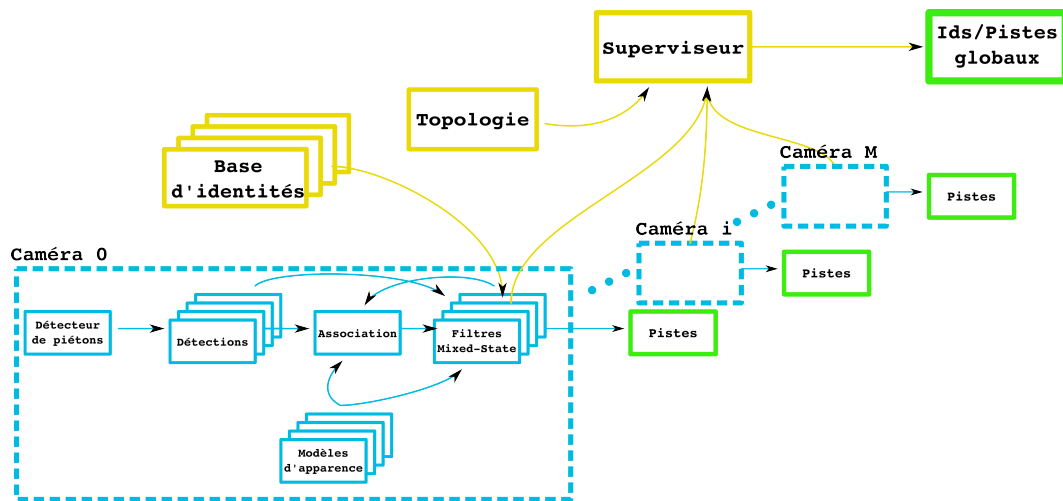 Superviseur
Ids/Pistes
globaux
Topologie
Base
d'identités
Caméra M
Pistes
Caméra i
Pistes
Caméra 0
Détecteur
de piétons
Détections
Association
Filtres
Mixed-State
Pistes
Modèles
d'apparence